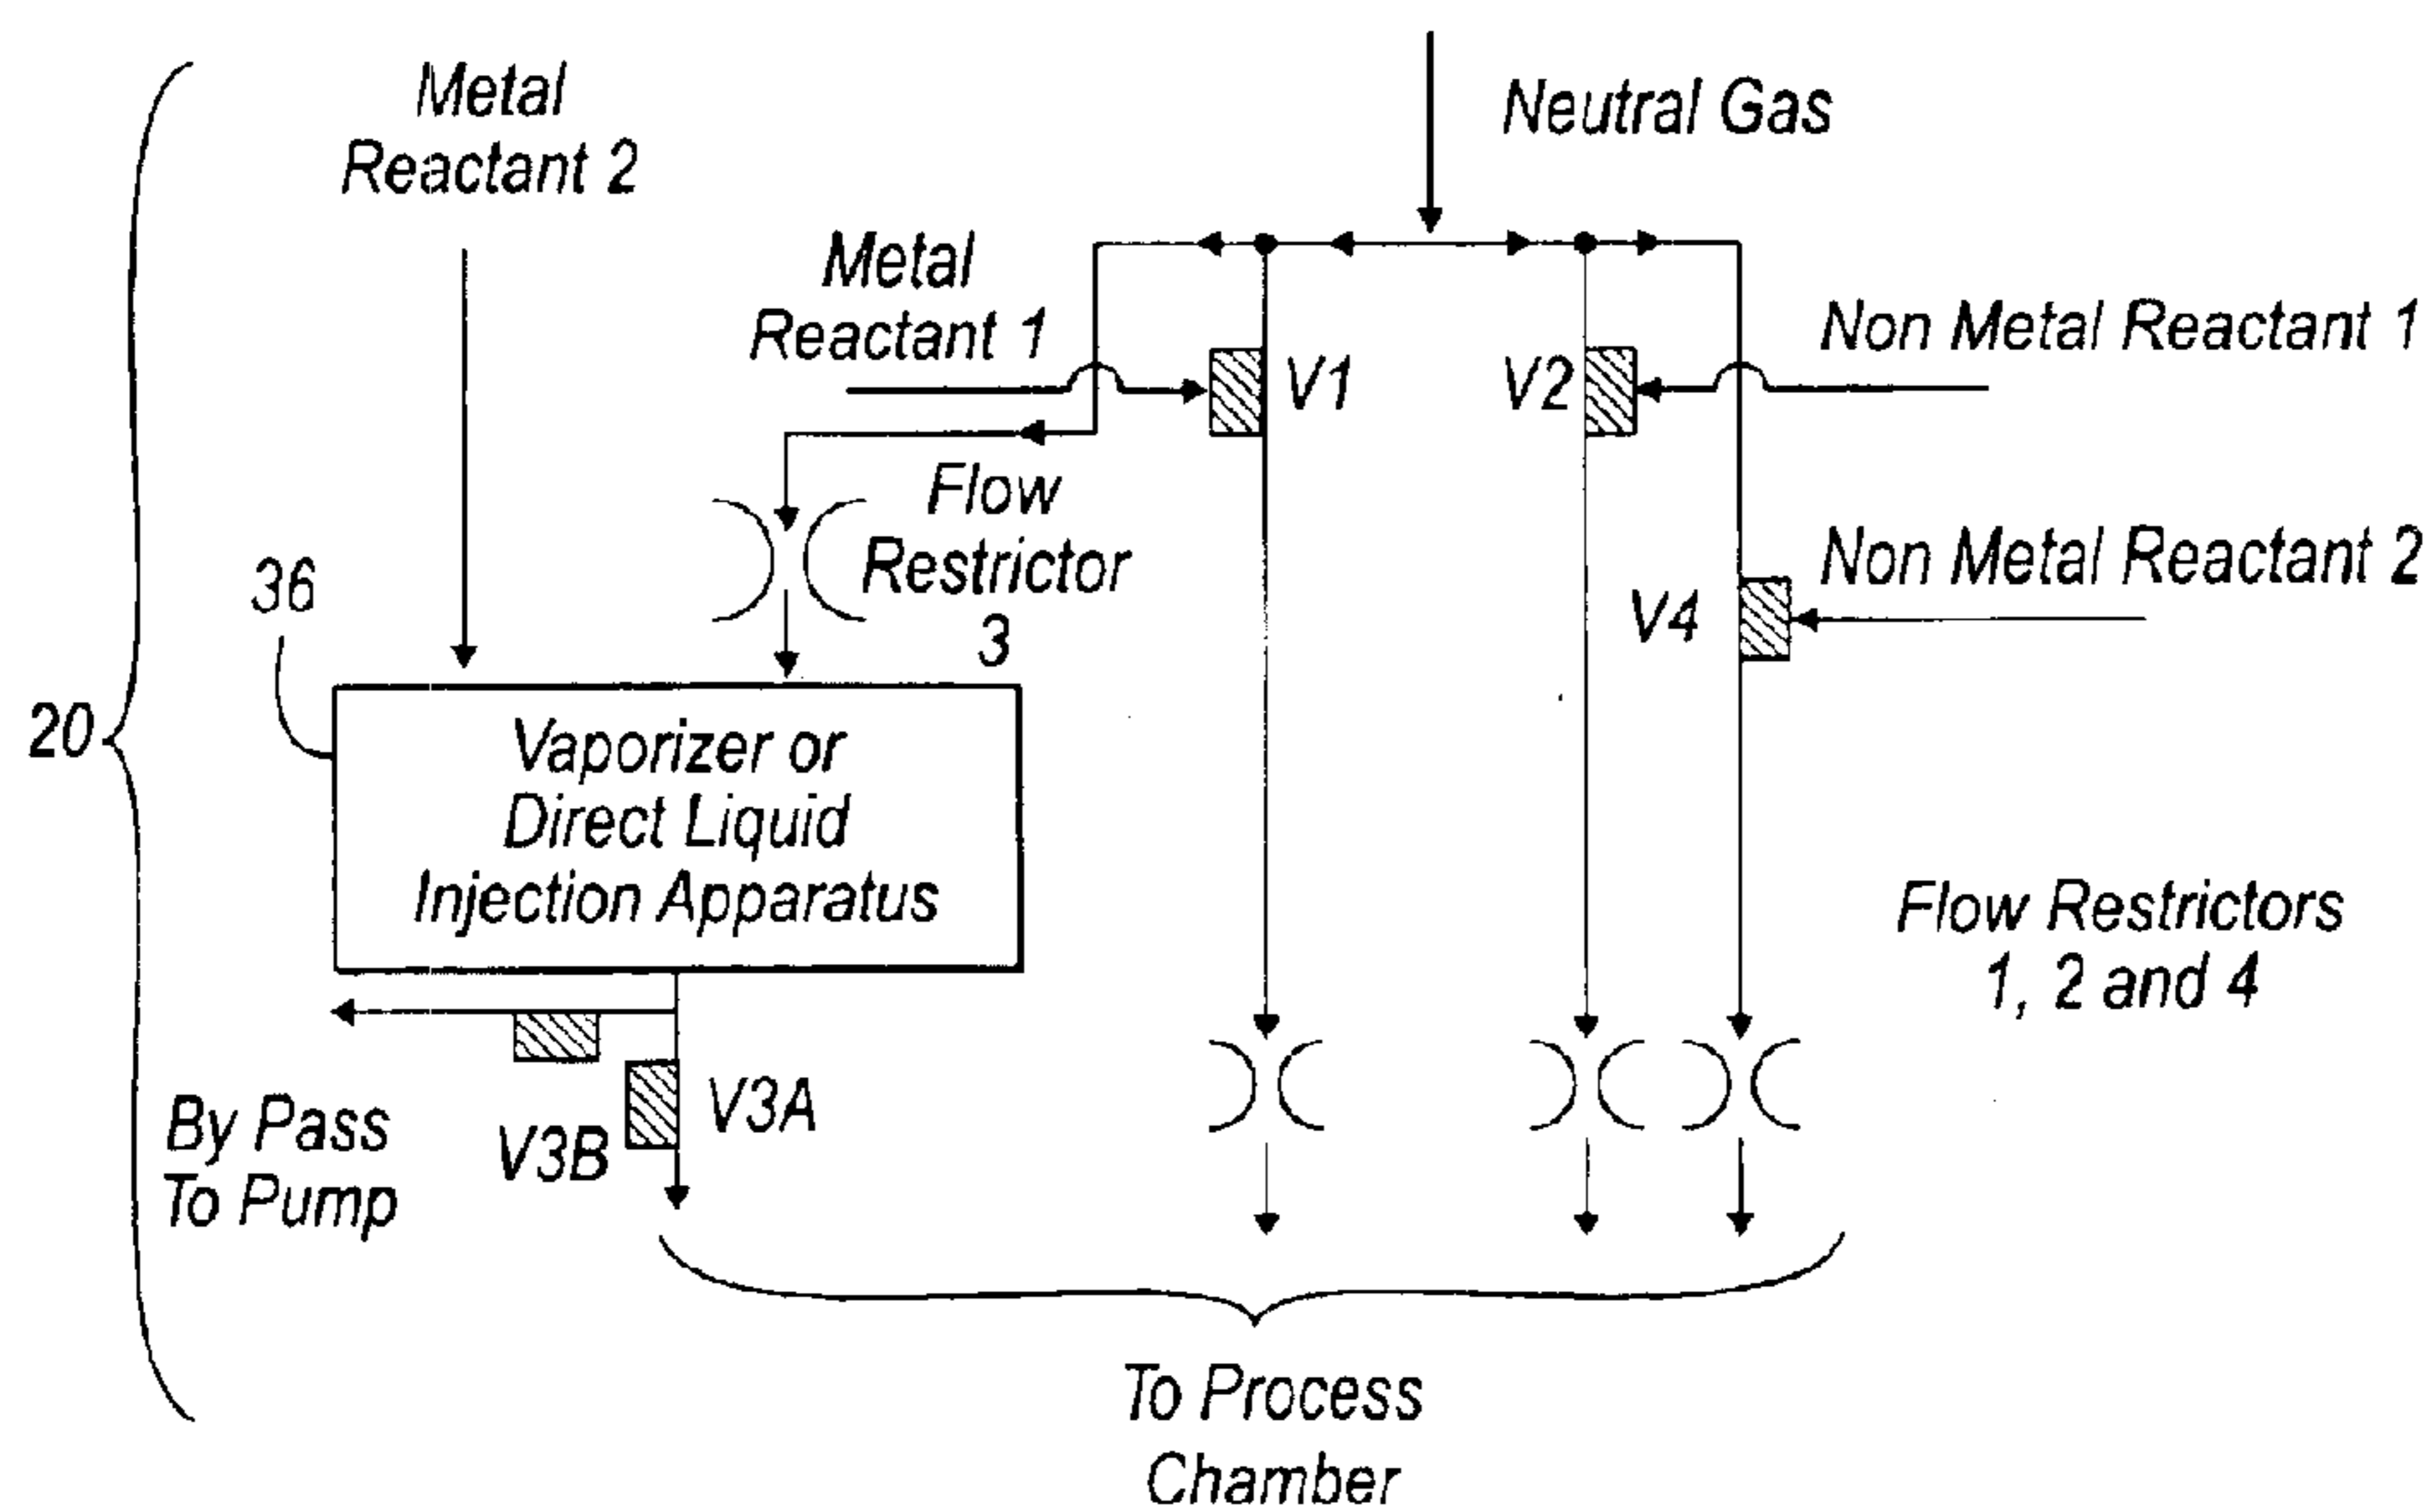 Metal
Reactant 2
Neutral Gas
Metal
Reactant 1
Non Metal Reactant 1
V1
V2
Flow
Restrictor
3
Non Metal Reactant 2
V4
36
20
Vaporizer or
Direct Liquid
Injection Apparatus
Flow Restrictors
1, 2 and 4
By Pass
To Pump
V3B
V3A
To Process
Chamber